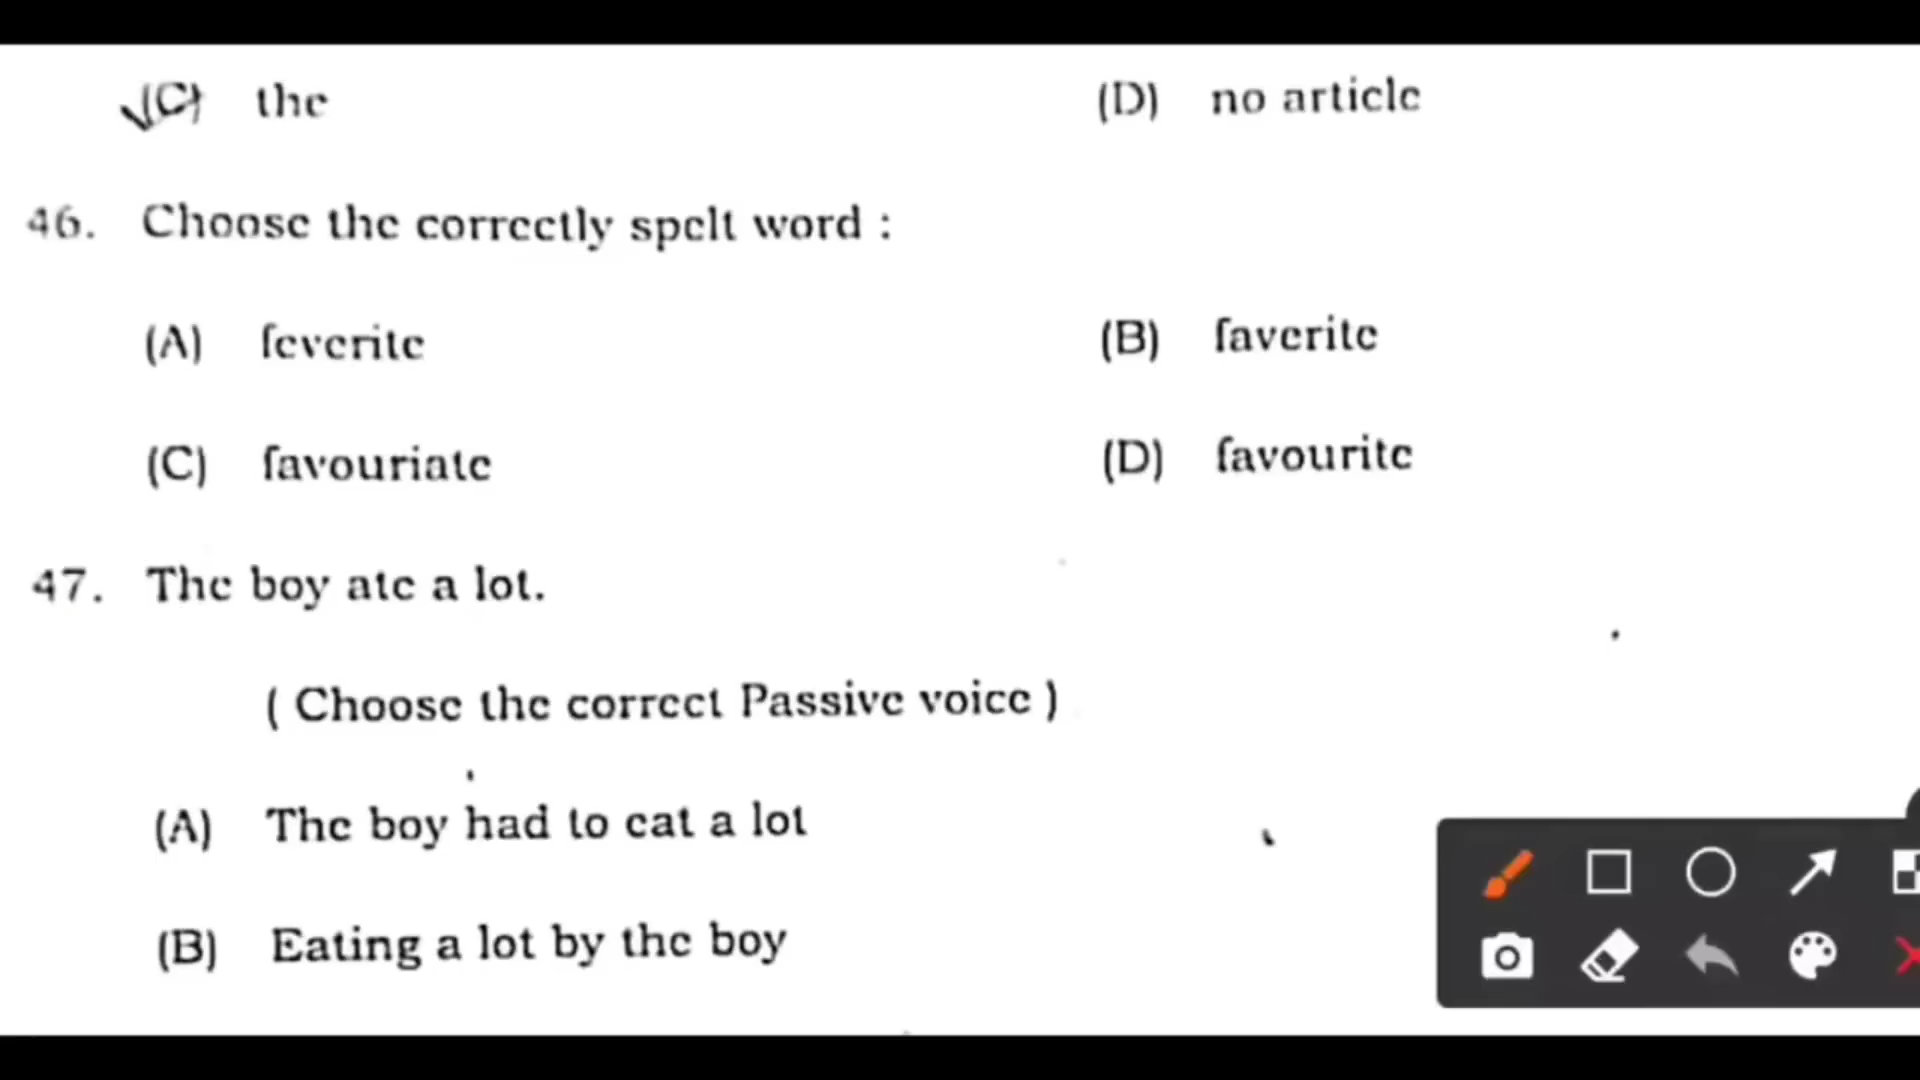 (C) the
(D) no article
46. Choose the correctly spelt word :
(A) feverite
(B) faverite
(C) favouriate
(D) favourite
47. The boy ate a lot.
( Choose the correct Passive voice )
(A) The boy had to eat a lot
(B) Eating a lot by the boy